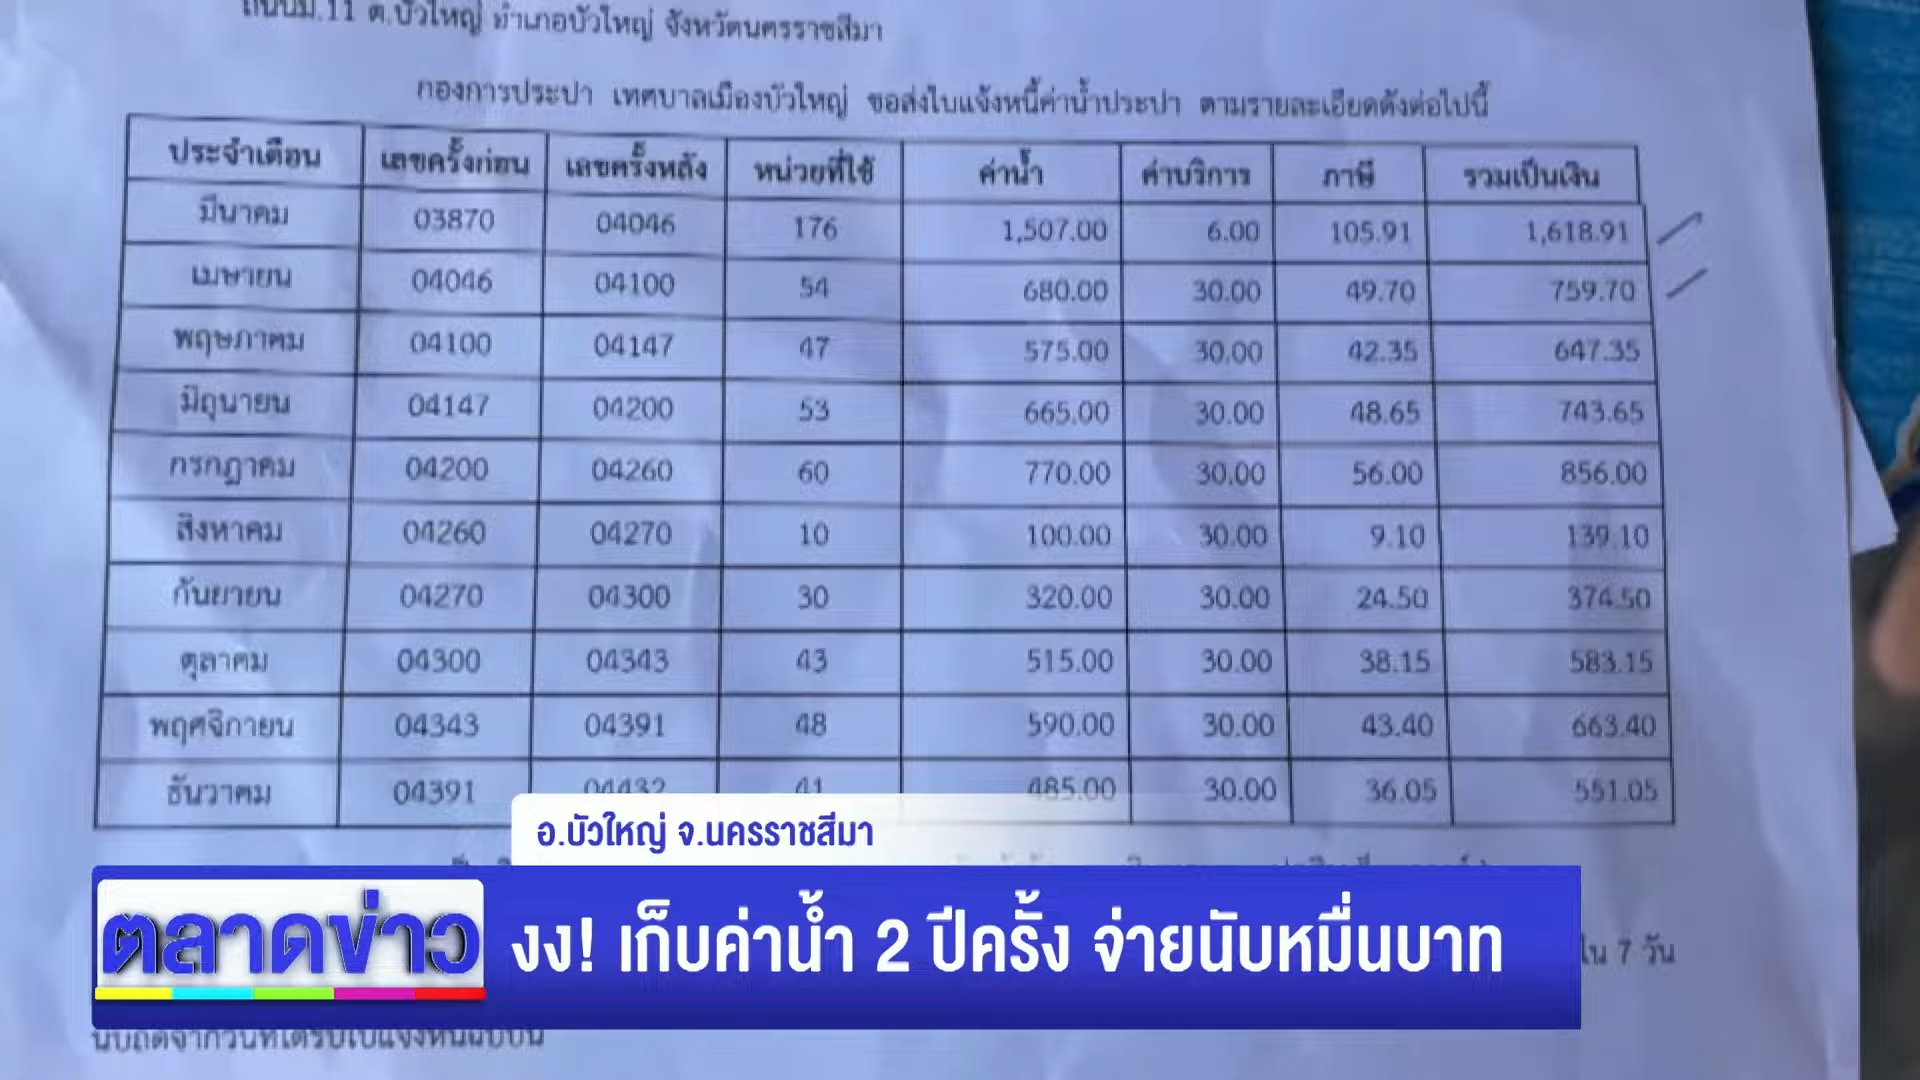 ต.บัวใหญ่ อำเภอบัวใหญ่ จังหวัดนครราชสีมา
กองการประปา เทศบาลเมืองบัวใหญ่ ขอส่งใบแจ้งหนี้ค่าน้ำประปา ตามรายละเอียดดังต่อไปนี้
ประจำเดือน เลขครั้งก่อน เลขครั้งหลัง หน่วยที่ใช้ ค่าน้ำ ค่าบริการ ภาษี รวมเป็นเงิน
มีนาคม 03870 04046 176 1,507.00 6.00 105.91 1,618.91
เมษายน 04046 04100 54 680.00 30.00 49.70 759.70
พฤษภาคม 04100 04147 47 575.00 30.00 42.35 647.35
มิถุนายน 04147 04200 53 665.00 30.00 48.65 743.65
กรกฎาคม 04200 04260 60 770.00 30.00 56.00 856.00
สิงหาคม 04260 04270 10 100.00 30.00 9.10 139.10
กันยายน 04270 04300 30 320.00 30.00 24.50 374.50
ตุลาคม 04300 04343 43 515.00 30.00 38.15 583.15
พฤศจิกายน 04343 04391 48 590.00 30.00 43.40 663.40
ธันวาคม 04391 04432 41 485.00 30.00 36.05 551.05
อ.บัวใหญ่ จ.นครราชสีมา
ตลาดข่าว
งง! เก็บค่าน้ำ 2 ปีครั้ง จ่ายนับหมื่นบาท
ใน 7 วัน